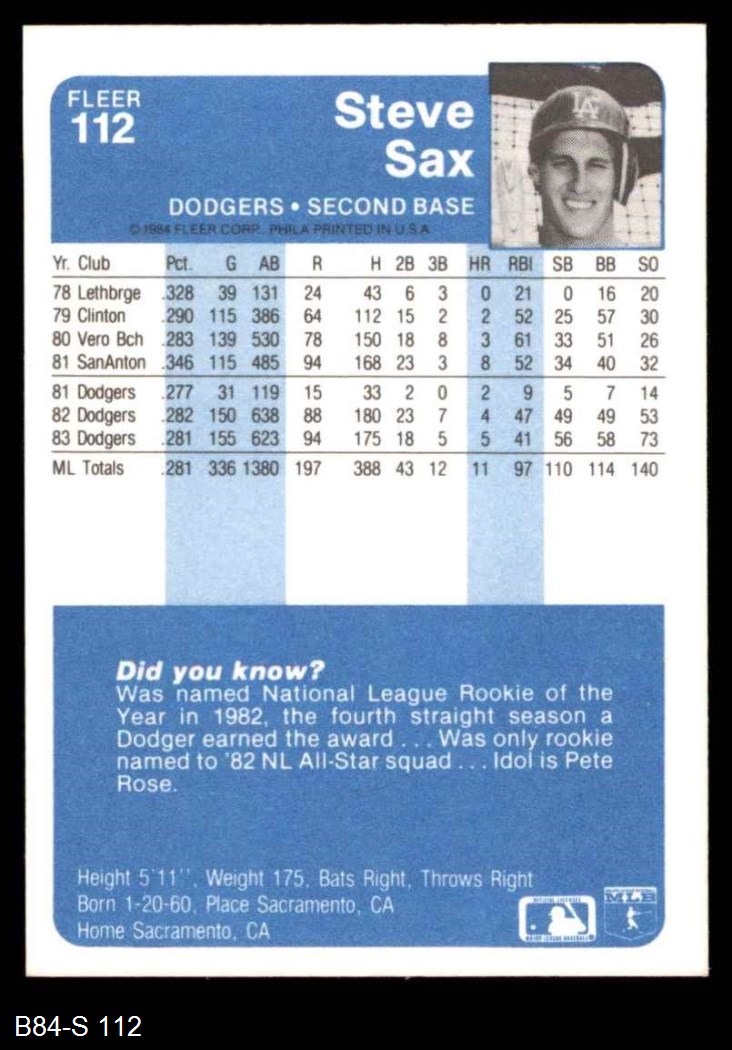 FLEER
112
Steve
Sax
DODGERS • SECOND BASE
© 1984 FLEER CORP. PHILA PRINTED IN U.S.A.
LA
Yr. Club Pct. G AB R H 2B 3B HR RBI SB BB SO
78 Lethbrge .328 39 131 24 43 6 3 0 21 0 16 20
79 Clinton .290 115 386 64 112 15 2 2 52 25 57 30
80 Vero Bch .283 139 530 78 150 18 8 3 61 33 51 26
81 SanAnton .346 115 485 94 168 23 3 8 52 34 40 32
81 Dodgers .277 31 119 15 33 2 0 2 9 5 7 14
82 Dodgers .282 150 638 88 180 23 7 4 47 49 49 53
83 Dodgers .281 155 623 94 175 18 5 5 41 56 58 73
ML Totals .281 336 1380 197 388 43 12 11 97 110 114 140
Did you know?
Was named National League Rookie of the
Year in 1982, the fourth straight season a
Dodger earned the award . . . Was only rookie
named to '82 NL All-Star squad . . . Idol is Pete
Rose.
Height 5'11'', Weight 175, Bats Right, Throws Right
Born 1-20-60, Place Sacramento, CA
Home Sacramento, CA
OFFICIAL LICENSEE
MAJOR LEAGUE BASEBALL
B84-S 112